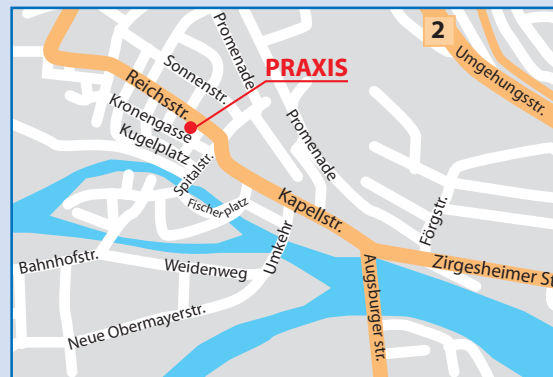 2
Umgehungsstr.
Promenade
Sonnenstr.
PRAXIS
Reichsstr.
Kronengasse
Kugelplatz
Spitalstr.
Promenade
Fischerplatz
Kapellstr.
Förgstr.
Umkehr
Bahnhofstr.
Weidenweg
Zirgesheimer St
Augsburger str.
Neue Obermayerstr.